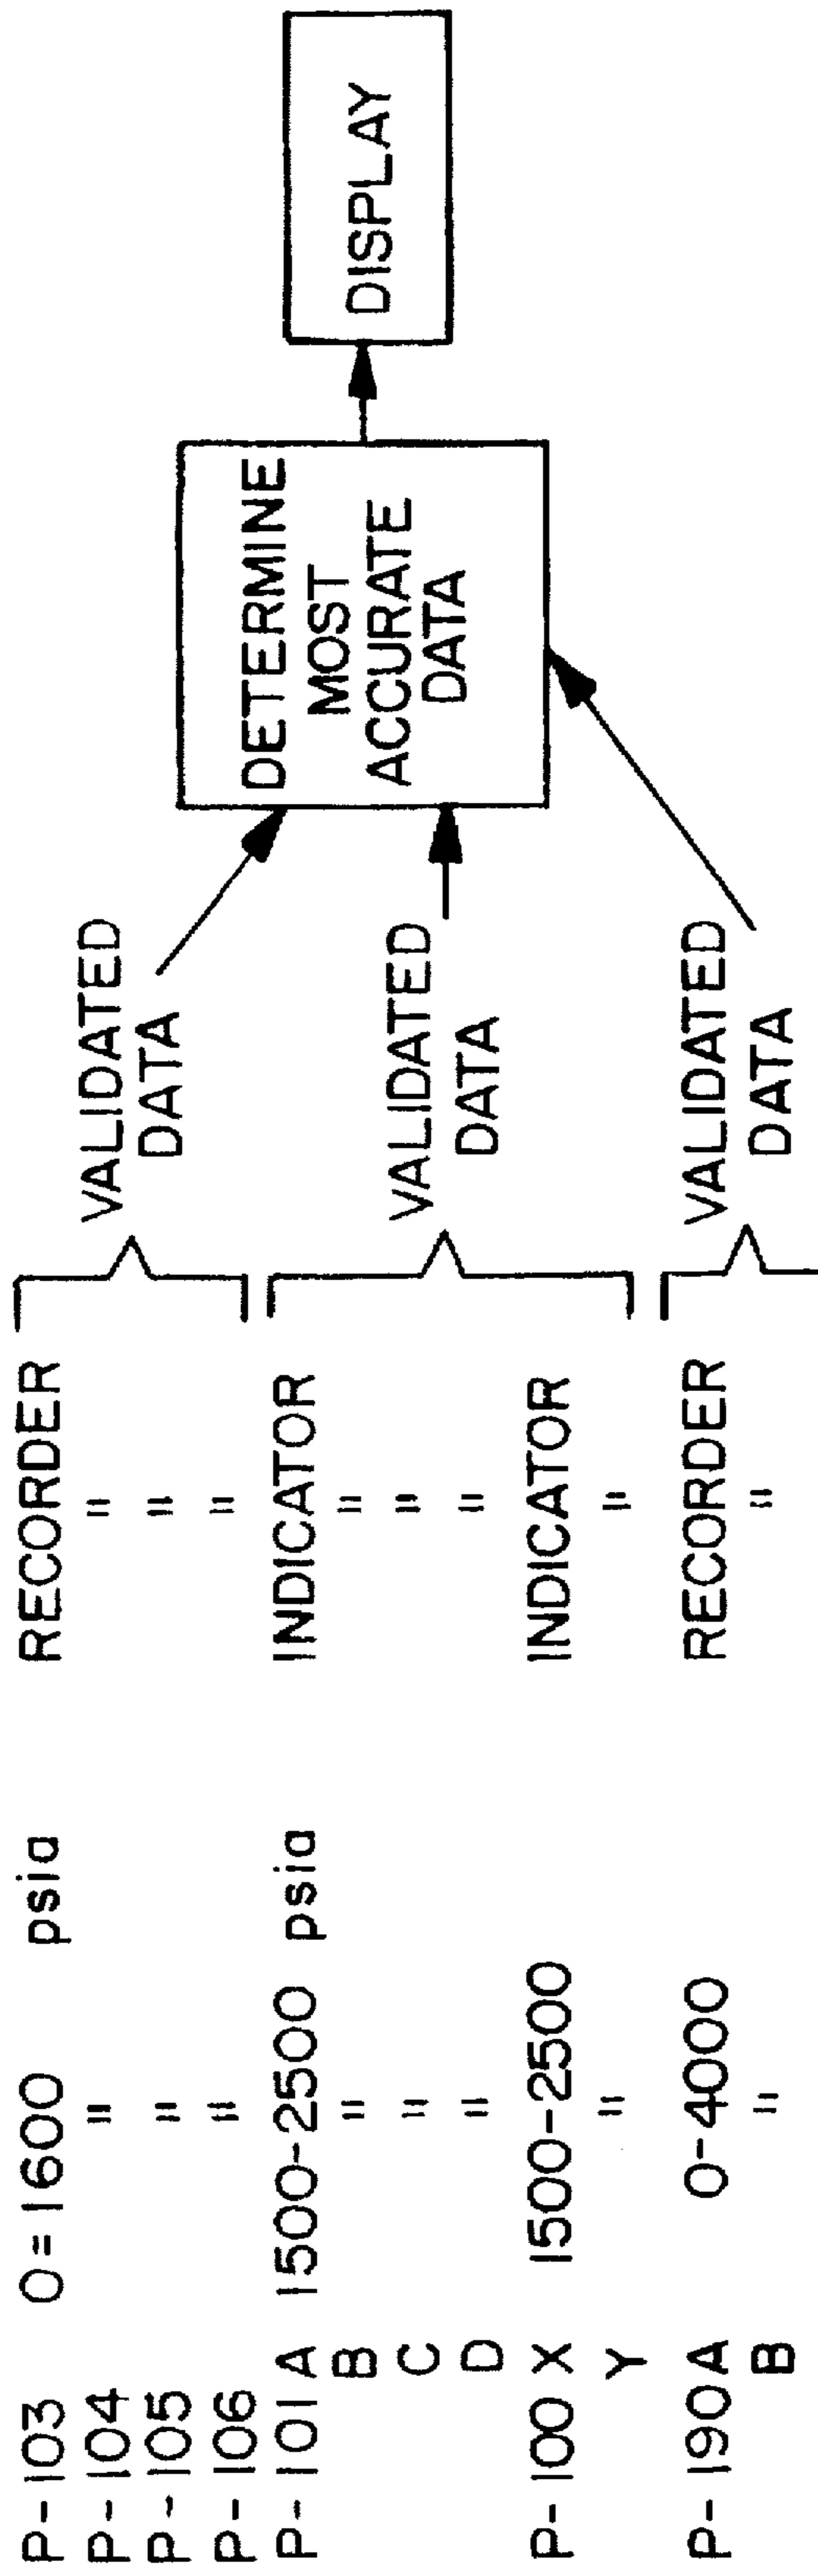 P-103 0=1600 psia RECORDER
P-104 " "
P-105 " "
P-106 " "
P-101 A 1500-2500 psia INDICATOR
B " "
C " "
D " "
P-100 X 1500-2500 INDICATOR
Y " "
P-190 A 0-4000 RECORDER
B " "
VALIDATED
DATA
VALIDATED
DATA
VALIDATED
DATA
DETERMINE
MOST
ACCURATE
DATA
DISPLAY